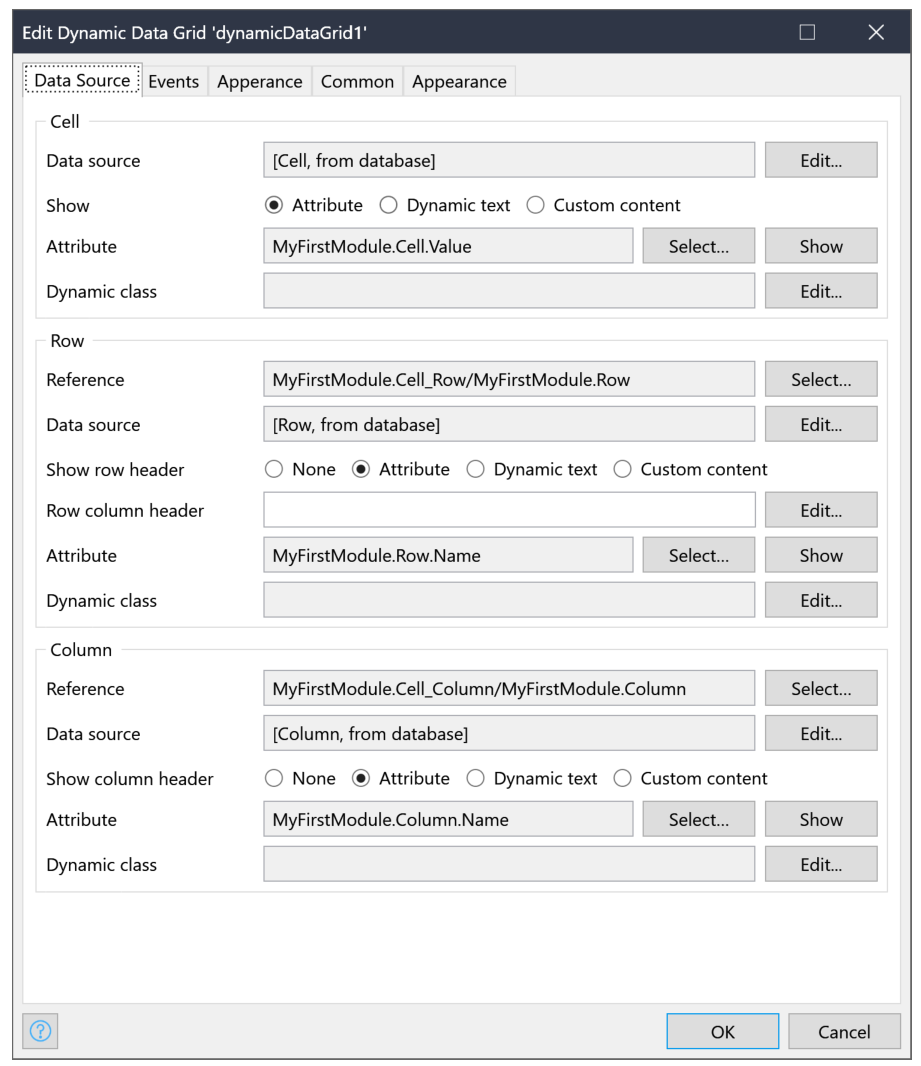 Edit Dynamic Data Grid 'dynamicDataGrid1'
Data Source Events Apperance Common Appearance
Cell
Data source [Cell, from database] Edit...
Show Attribute Dynamic text Custom content
Attribute MyFirstModule.Cell.Value Select... Show
Dynamic class Edit...
Row
Reference MyFirstModule.Cell_Row/MyFirstModule.Row Select...
Data source [Row, from database] Edit...
Show row header None Attribute Dynamic text Custom content
Row column header Edit...
Attribute MyFirstModule.Row.Name Select... Show
Dynamic class Edit...
Column
Reference MyFirstModule.Cell_Column/MyFirstModule.Column Select...
Data source [Column, from database] Edit...
Show column header None Attribute Dynamic text Custom content
Attribute MyFirstModule.Column.Name Select... Show
Dynamic class Edit...
? OK Cancel